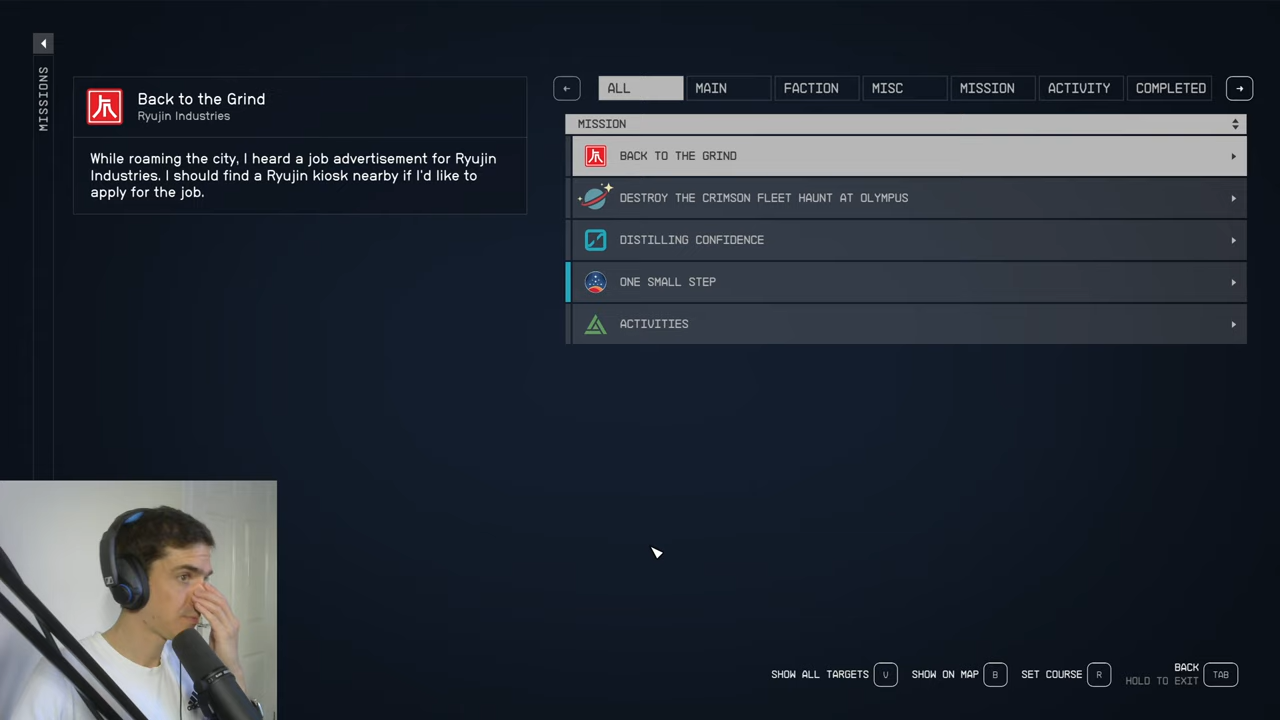 MISSIONS
Back to the Grind
Ryujin Industries
While roaming the city, I heard a job advertisement for Ryujin
Industries. I should find a Ryujin kiosk nearby if I'd like to
apply for the job.
ALL MAIN FACTION MISC MISSION ACTIVITY COMPLETED
MISSION
BACK TO THE GRIND
DESTROY THE CRIMSON FLEET HAUNT AT OLYMPUS
DISTILLING CONFIDENCE
ONE SMALL STEP
ACTIVITIES
SHOW ALL TARGETS V SHOW ON MAP B SET COURSE R BACK TAB
HOLD TO EXIT